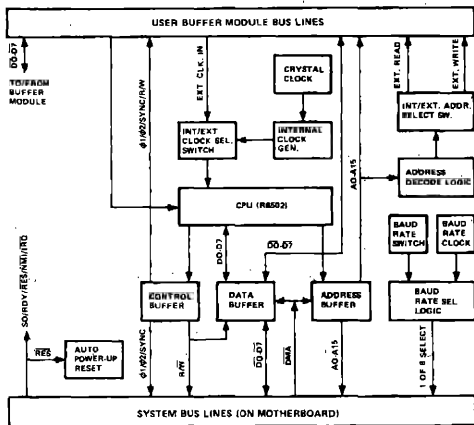 USER BUFFER MODULE BUS LINES
D0-D7
TO/FROM
BUFFER
MODULE
ϕ1/ϕ2/SYNC/R/W
EXT. CLK. IN
CRYSTAL
CLOCK
EXT. READ
EXT. WRITE
INT/EXT
CLOCK SEL.
SWITCH
INTERNAL
CLOCK
GEN.
INT/EXT. ADDR.
SELECT SW.
A0-A15
ADDRESS
DECODE LOGIC
CPU (R6502)
D0-D7
D0-D7
BAUD
RATE
SWITCH
BAUD
RATE
CLOCK
CONTROL
BUFFER
DATA
BUFFER
ADDRESS
BUFFER
BAUD
RATE SEL.
LOGIC
SO/RDY/RES/NMI/IRQ
RES
AUTO
POWER-UP
RESET
ϕ1/ϕ2/SYNC
R/W
D0-D7
DMA
A0-A15
1 OF 8 SELECT
SYSTEM BUS LINES (ON MOTHERBOARD)